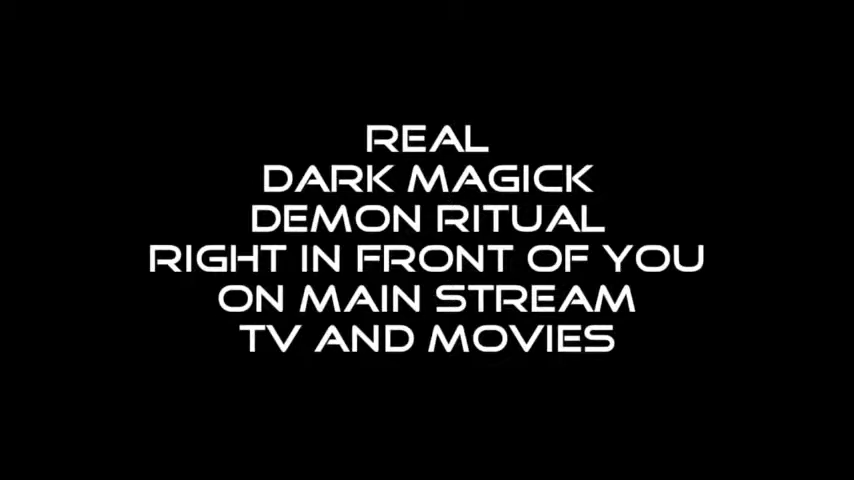 REAL
DARK MAGICK
DEMON RITUAL
RIGHT IN FRONT OF YOU
ON MAIN STREAM
TV AND MOVIES